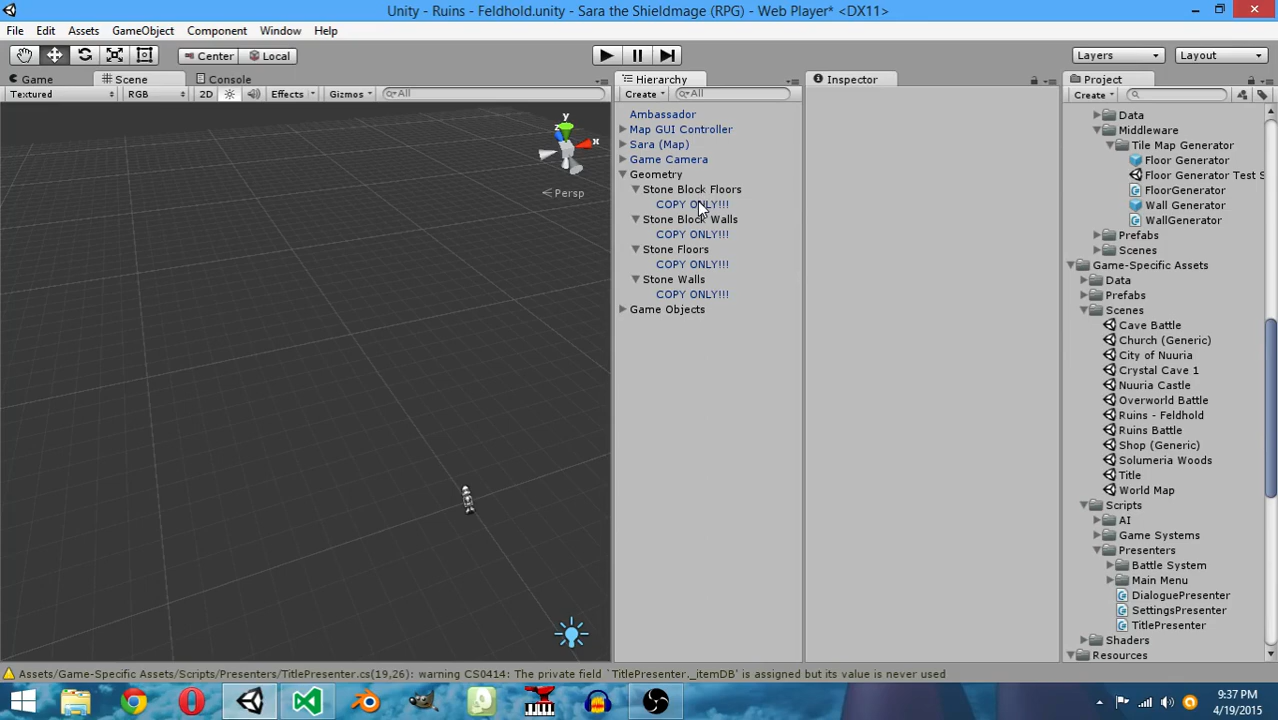 Unity - Ruins - Feldhold.unity - Sara the Shieldmage (RPG) - Web Player* <DX11>
File Edit Assets GameObject Component Window Help
Center Local Layers Layout
Game Scene Console
Textured RGB 2D Effects Gizmos All
y
z
x
Persp
Hierarchy
Create All
Ambassador
Map GUI Controller
Sara (Map)
Game Camera
Geometry
Stone Block Floors
COPY ONLY!!!
Stone Block Walls
COPY ONLY!!!
Stone Floors
COPY ONLY!!!
Stone Walls
COPY ONLY!!!
Game Objects
Inspector
Project
Create
Data
Middleware
Tile Map Generator
Floor Generator
Floor Generator Test S
FloorGenerator
Wall Generator
WallGenerator
Prefabs
Scenes
Game-Specific Assets
Data
Prefabs
Scenes
Cave Battle
Church (Generic)
City of Nuuria
Crystal Cave 1
Nuuria Castle
Overworld Battle
Ruins - Feldhold
Ruins Battle
Shop (Generic)
Solumeria Woods
Title
World Map
Scripts
AI
Game Systems
Presenters
Battle System
Main Menu
DialoguePresenter
SettingsPresenter
TitlePresenter
Shaders
Resources
Assets/Game-Specific Assets/Scripts/Presenters/TitlePresenter.cs(19,26): warning CS0414: The private field `TitlePresenter._itemDB' is assigned but its value is never used
9:37 PM
4/19/2015